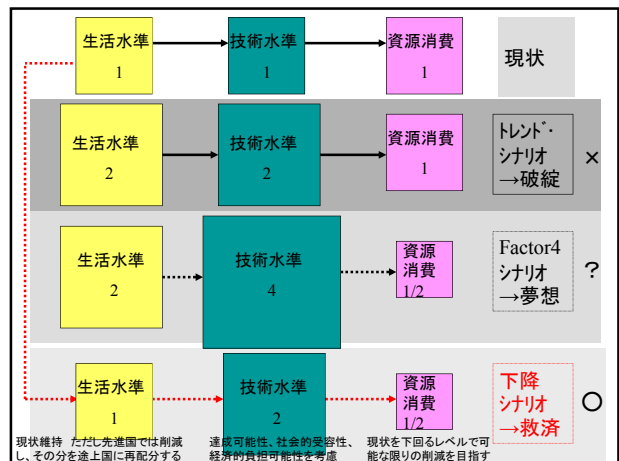 生活水準
1
技術水準
1
資源消費
1
現状
生活水準
2
技術水準
2
資源消費
1
トレンド・
シナリオ
→破綻
×
生活水準
2
技術水準
4
資源
消費
1/2
Factor4
シナリオ
→夢想
?
生活水準
1
技術水準
2
資源
消費
1/2
下降
シナリオ
→救済
○
現状維持 ただし先進国では削減
し、その分を途上国に再配分する
達成可能性、社会的受容性、
経済的負担可能性を考慮
現状を下回るレベルで可
能な限りの削減を目指す